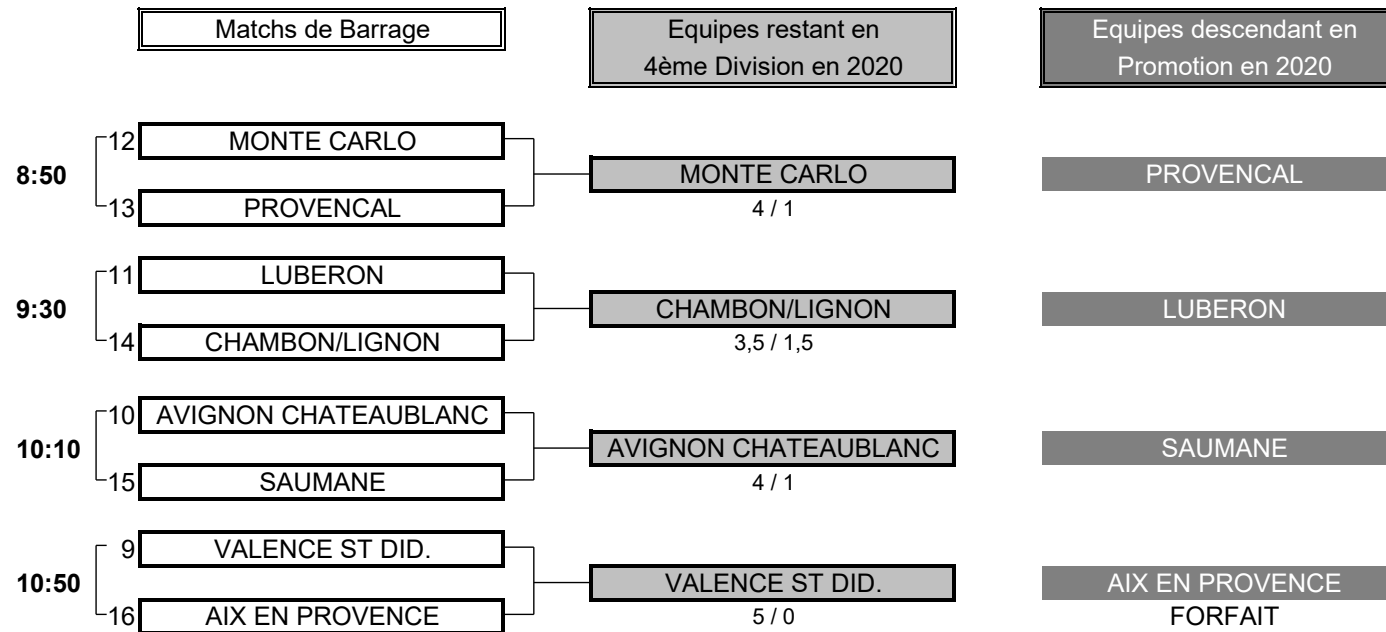 Matchs de Barrage
Equipes restant en
4ème Division en 2020
Equipes descendant en
Promotion en 2020
12 MONTE CARLO
8:50 MONTE CARLO PROVENCAL
13 PROVENCAL 4 / 1
11 LUBERON
9:30 CHAMBON/LIGNON LUBERON
14 CHAMBON/LIGNON 3,5 / 1,5
10 AVIGNON CHATEAUBLANC
10:10 AVIGNON CHATEAUBLANC SAUMANE
15 SAUMANE 4 / 1
9 VALENCE ST DID.
10:50 VALENCE ST DID. AIX EN PROVENCE
16 AIX EN PROVENCE 5 / 0 FORFAIT